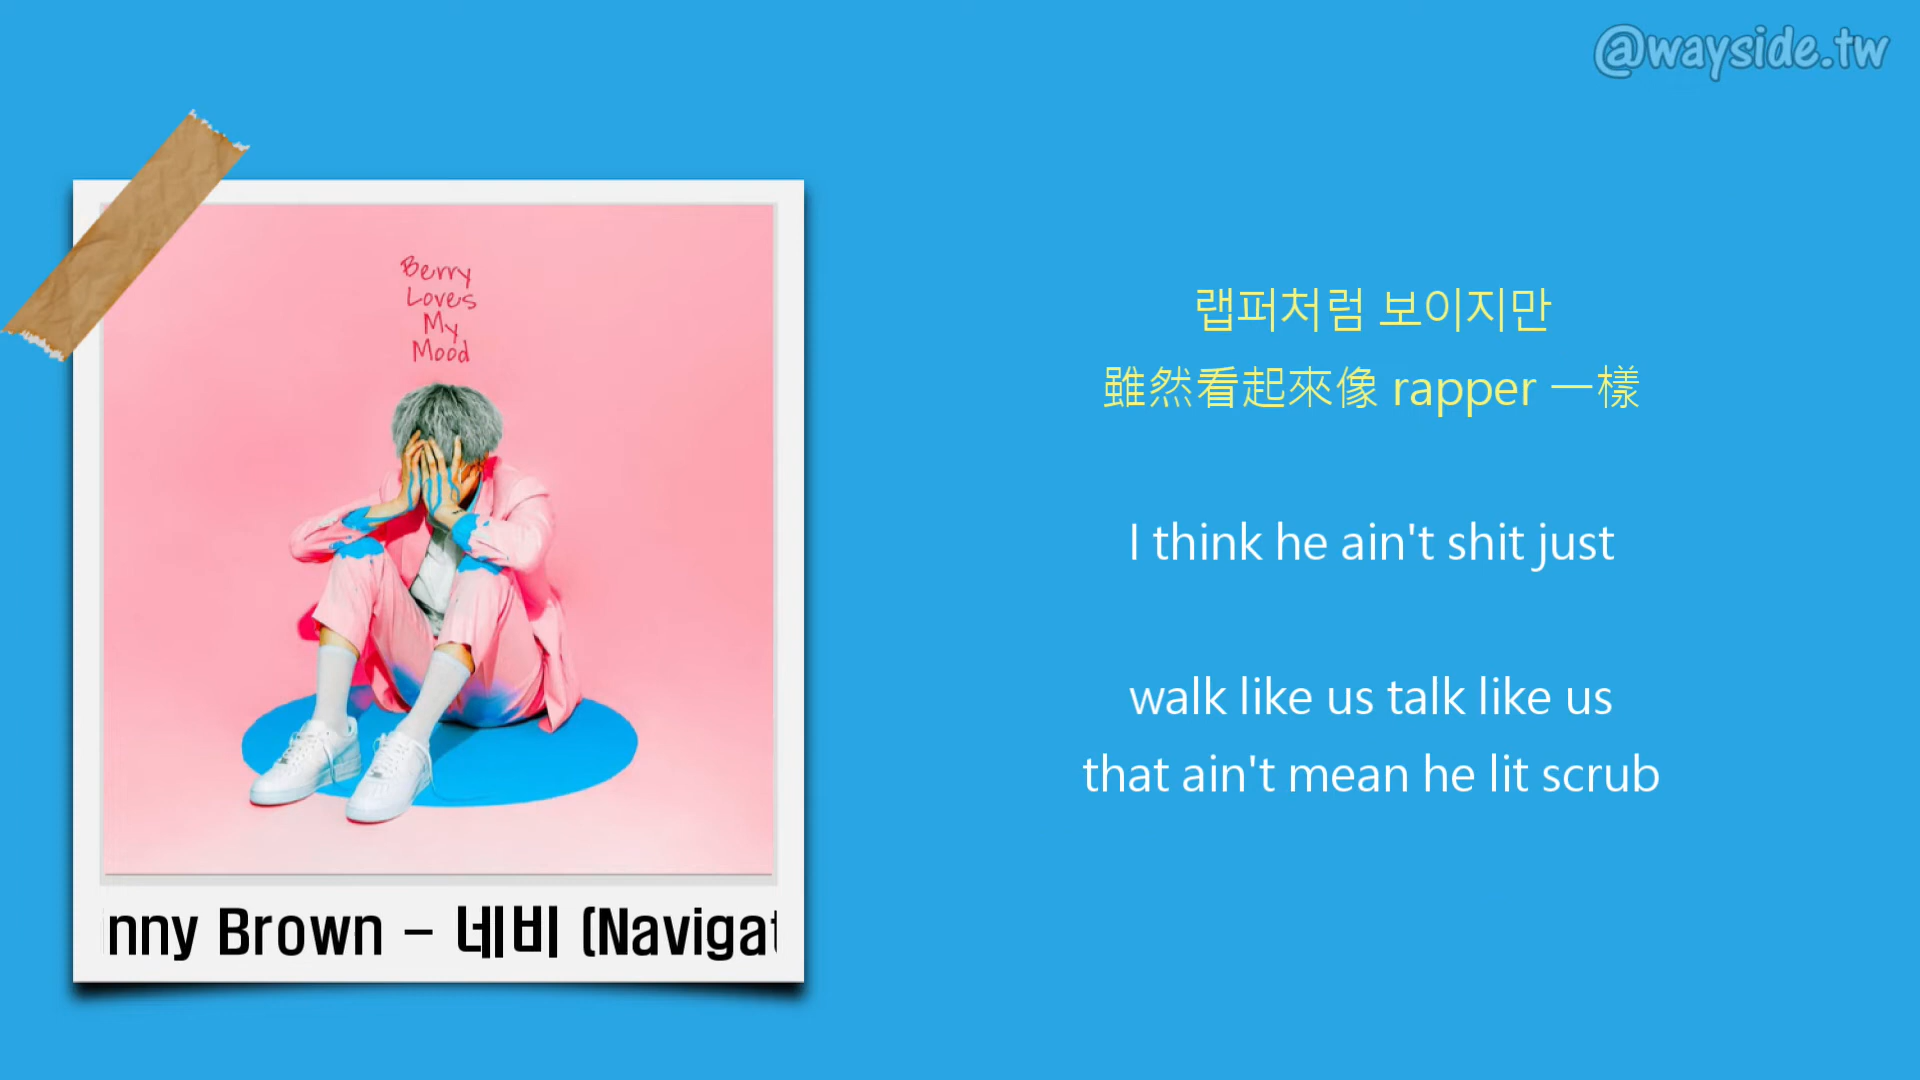 @wayside.tw
Berry
Loves
My
Mood
랩퍼처럼 보이지만
雖然看起來像 rapper 一樣
I think he ain't shit just
walk like us talk like us
that ain't mean he lit scrub
nny Brown – 네비 (Navigat